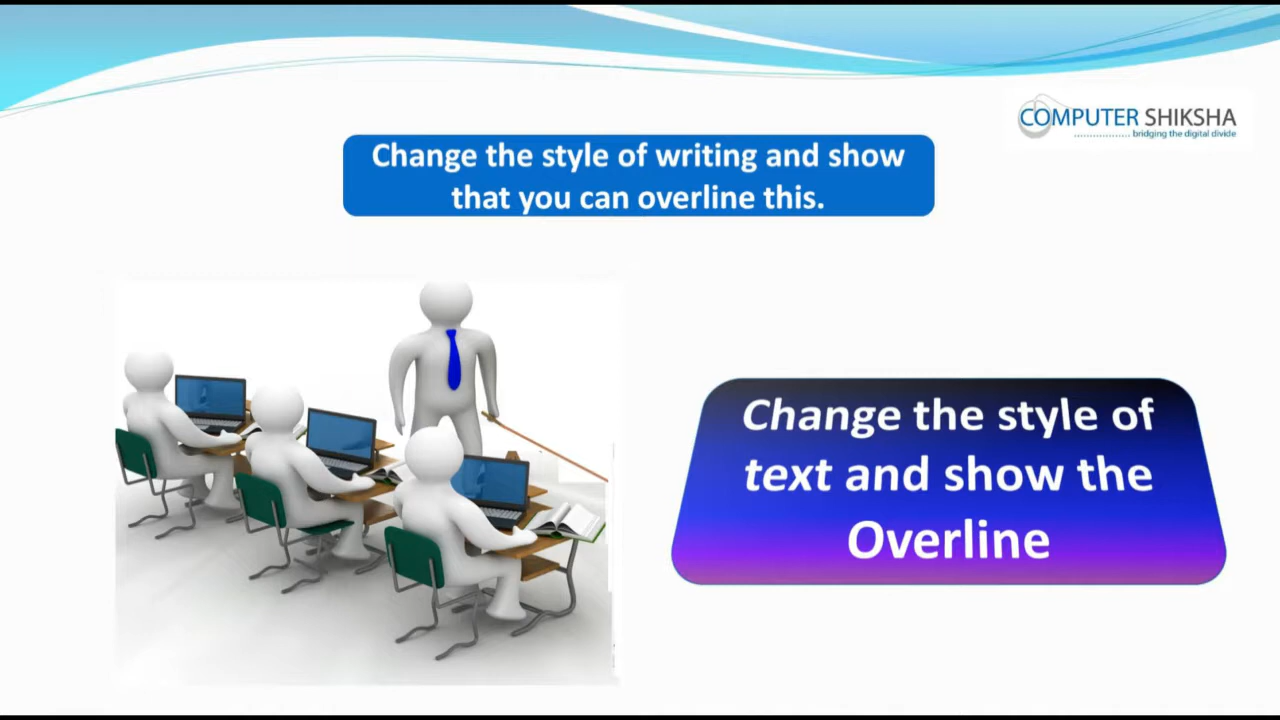 COMPUTER SHIKSHA
bridging the digital divide
Change the style of writing and show
that you can overline this.
Change the style of
text and show the
Overline